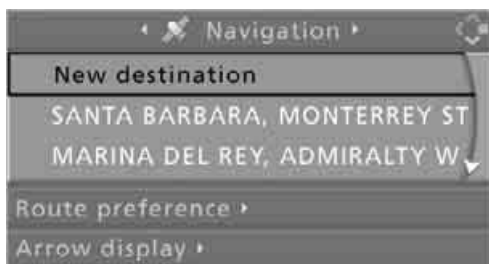 Navigation
New destination
SANTA BARBARA, MONTERREY ST
MARINA DEL REY, ADMIRALTY W
Route preference
Arrow display